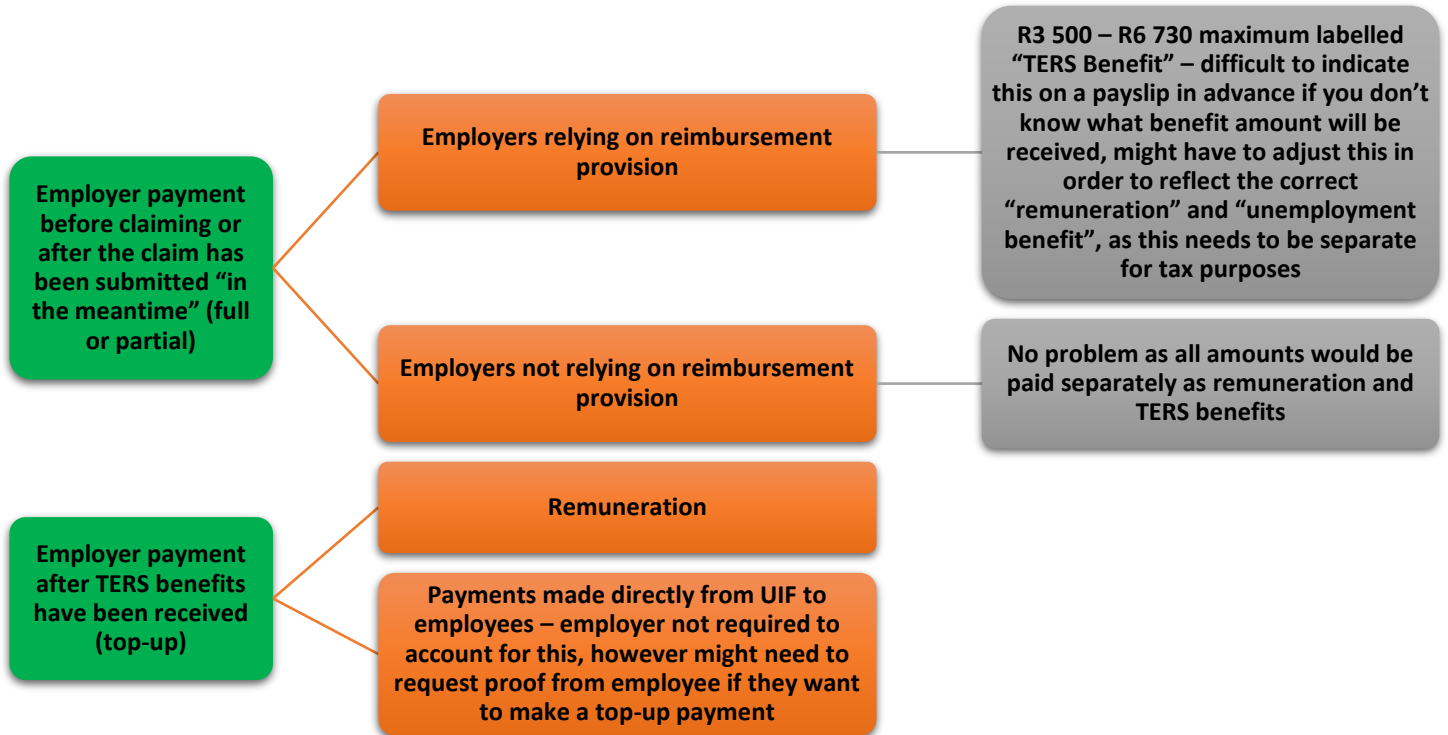 Employer payment
before claiming or
after the claim has
been submitted “in
the meantime” (full
or partial)
Employers relying on reimbursement
provision
R3 500 – R6 730 maximum labelled
“TERS Benefit” – difficult to indicate
this on a payslip in advance if you don’t
know what benefit amount will be
received, might have to adjust this in
order to reflect the correct
“remuneration” and “unemployment
benefit”, as this needs to be separate
for tax purposes
Employers not relying on reimbursement
provision
No problem as all amounts would be
paid separately as remuneration and
TERS benefits
Employer payment
after TERS benefits
have been received
(top-up)
Remuneration
Payments made directly from UIF to
employees – employer not required to
account for this, however might need to
request proof from employee if they want
to make a top-up payment